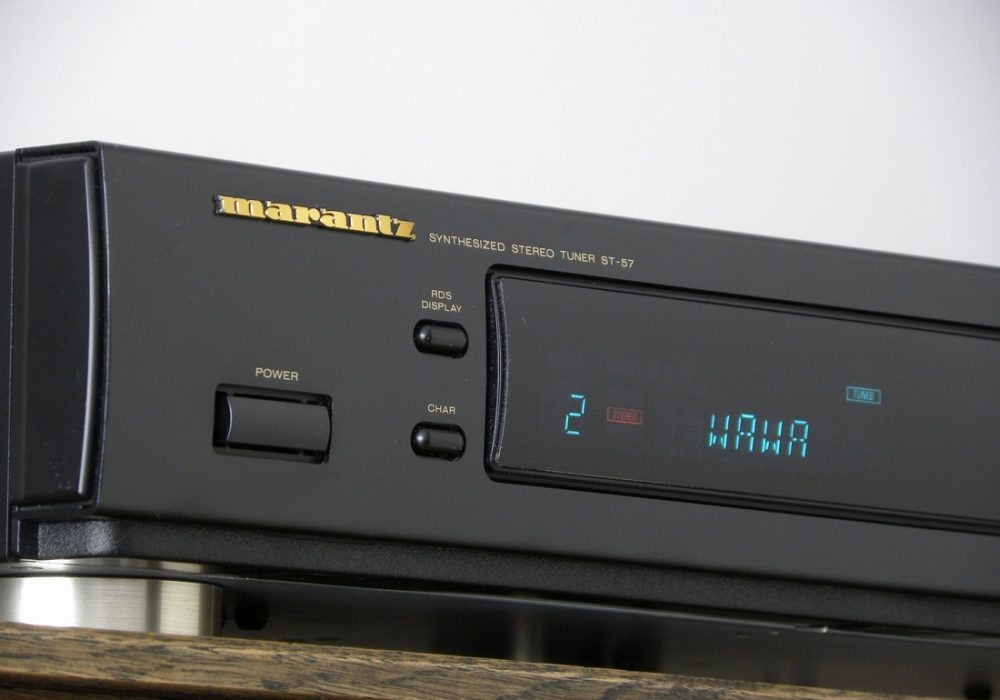 marantz
SYNTHESIZED STEREO TUNER ST-57
RDS
DISPLAY
POWER
CHAR
2
STEREO
WAWA
TUNED